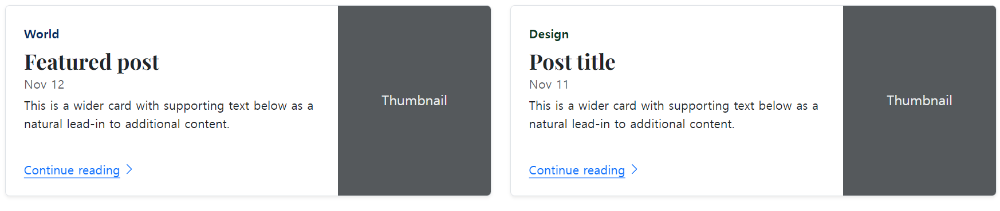 World
Featured post
Nov 12
This is a wider card with supporting text below as a
natural lead-in to additional content.
Continue reading
Thumbnail
Design
Post title
Nov 11
This is a wider card with supporting text below as a
natural lead-in to additional content.
Continue reading
Thumbnail